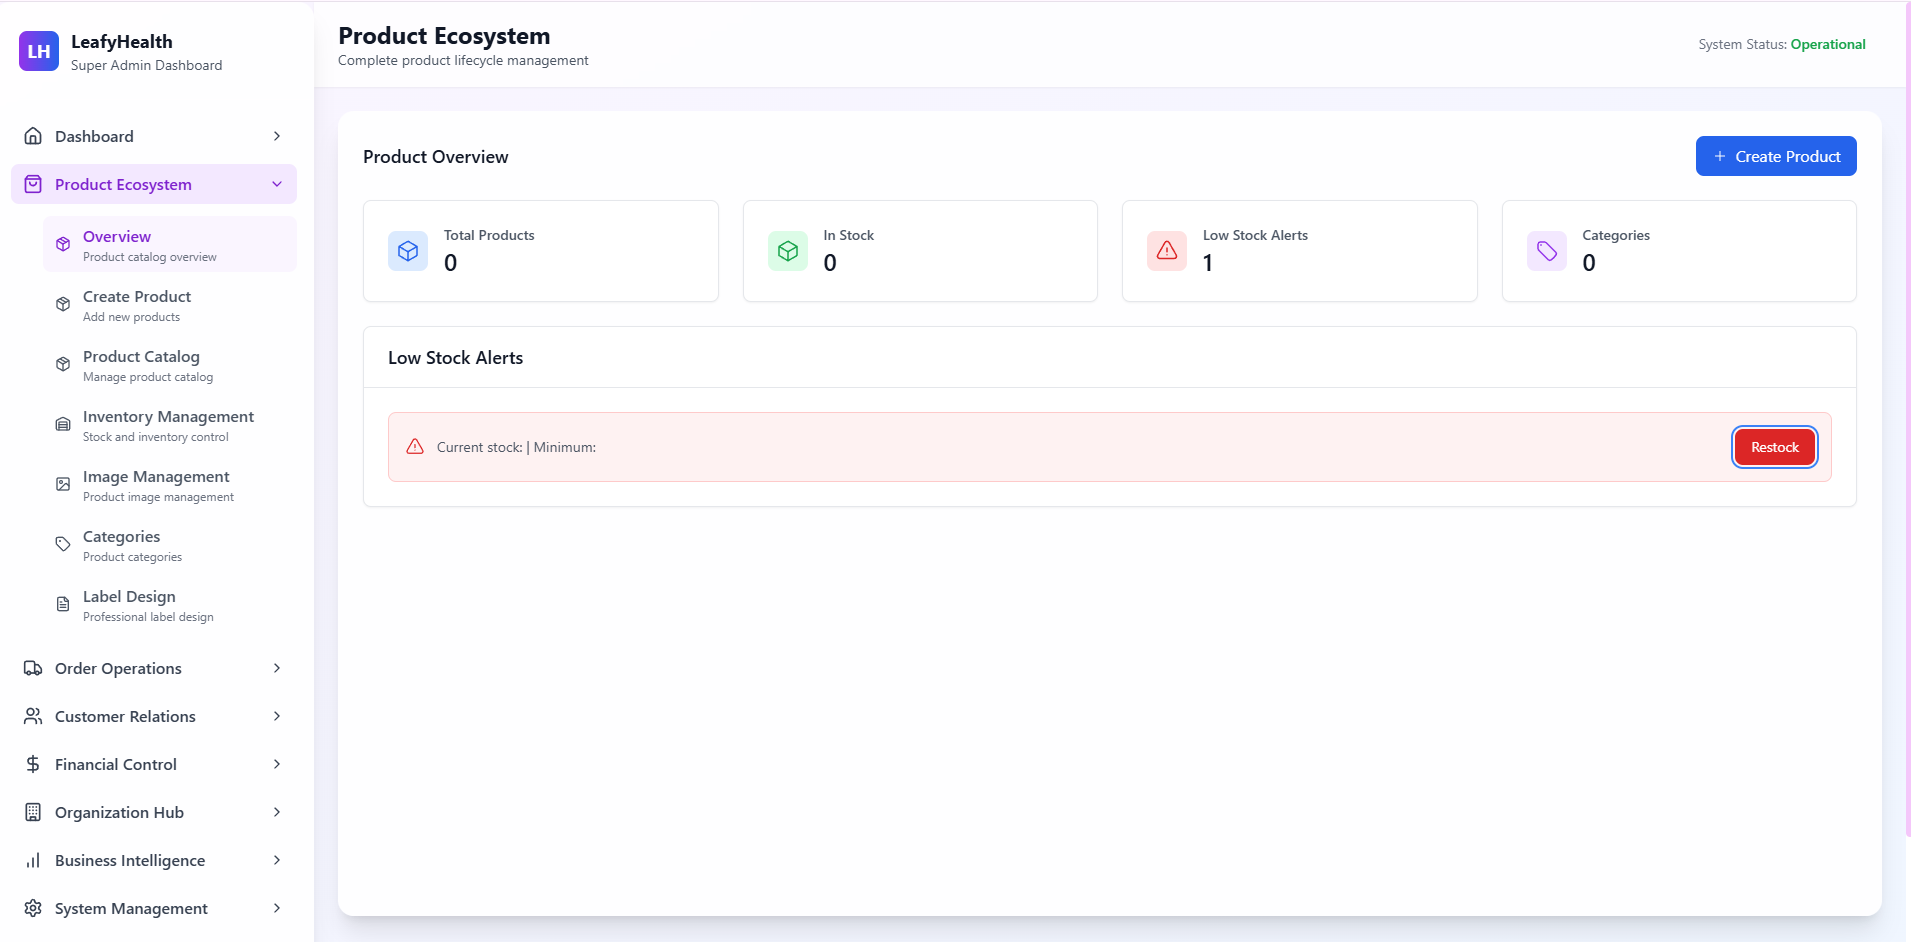 LH
LeafyHealth
Super Admin Dashboard
Dashboard
Product Ecosystem
Overview
Product catalog overview
Create Product
Add new products
Product Catalog
Manage product catalog
Inventory Management
Stock and inventory control
Image Management
Product image management
Categories
Product categories
Label Design
Professional label design
Order Operations
Customer Relations
Financial Control
Organization Hub
Business Intelligence
System Management
Product Ecosystem
Complete product lifecycle management
System Status: Operational
Product Overview
+ Create Product
Total Products
0
In Stock
0
Low Stock Alerts
1
Categories
0
Low Stock Alerts
Current stock: | Minimum:
Restock